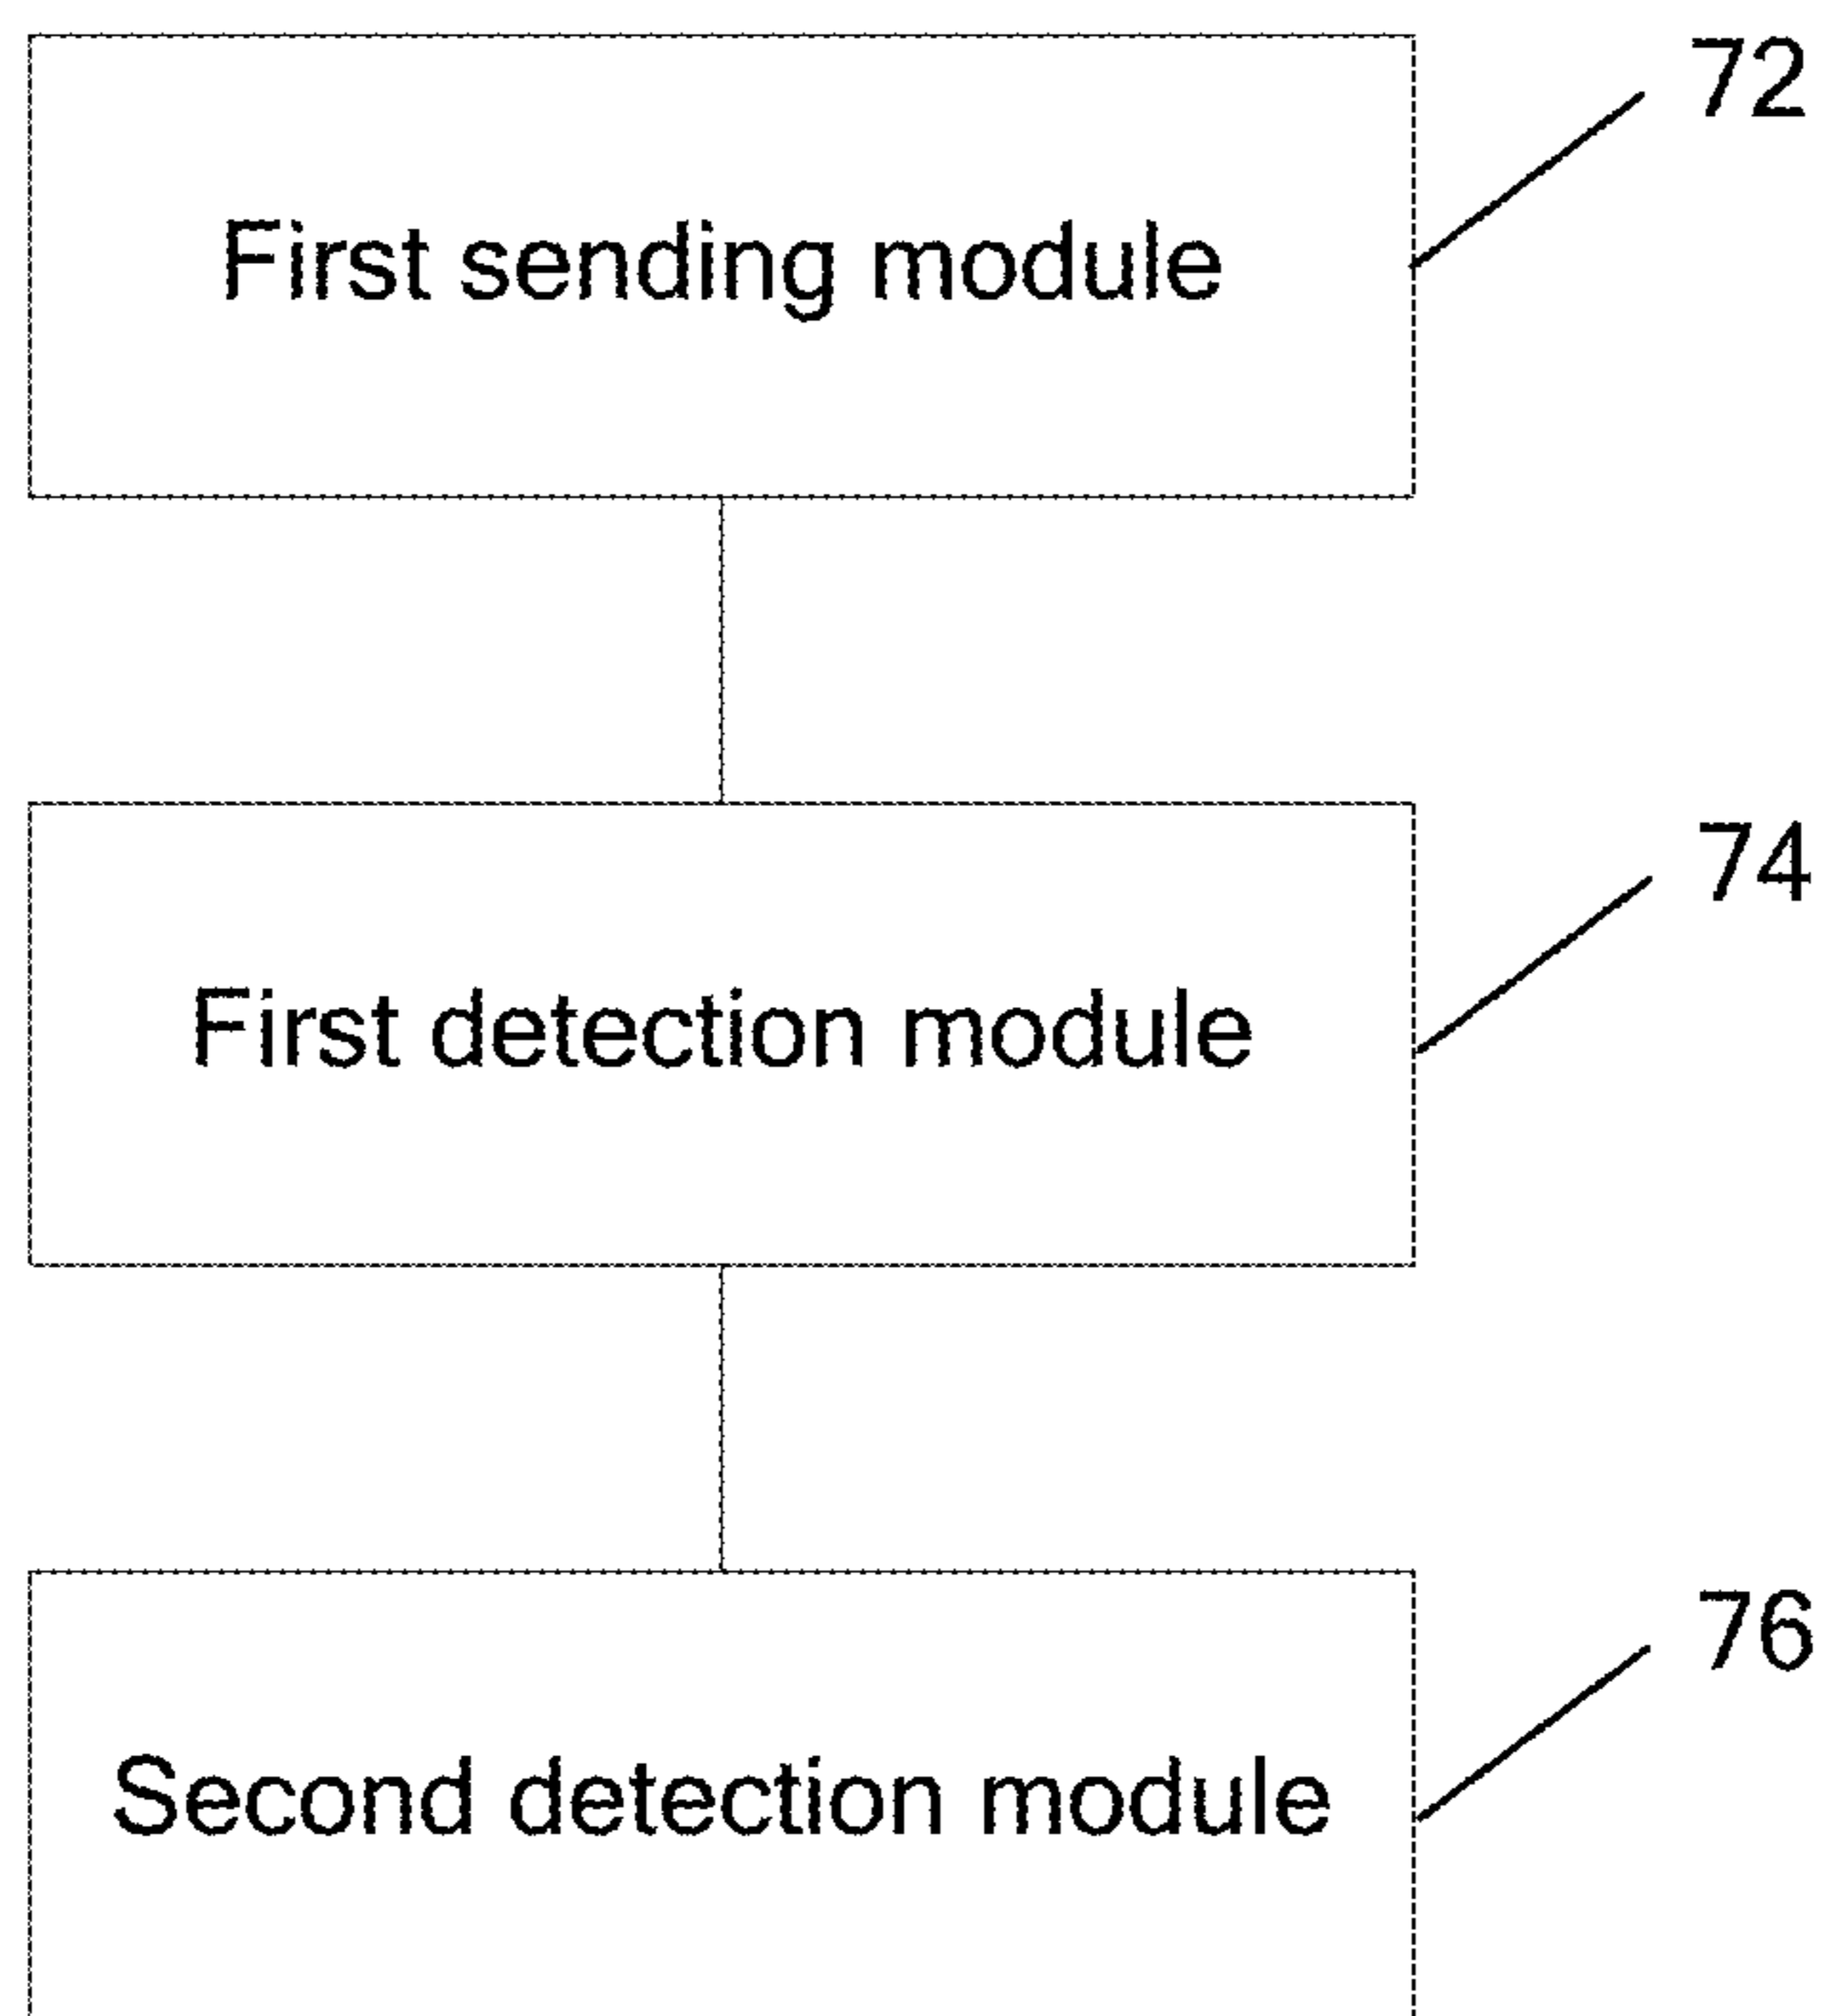 72
First sending module
74
First detection module
76
Second detection module